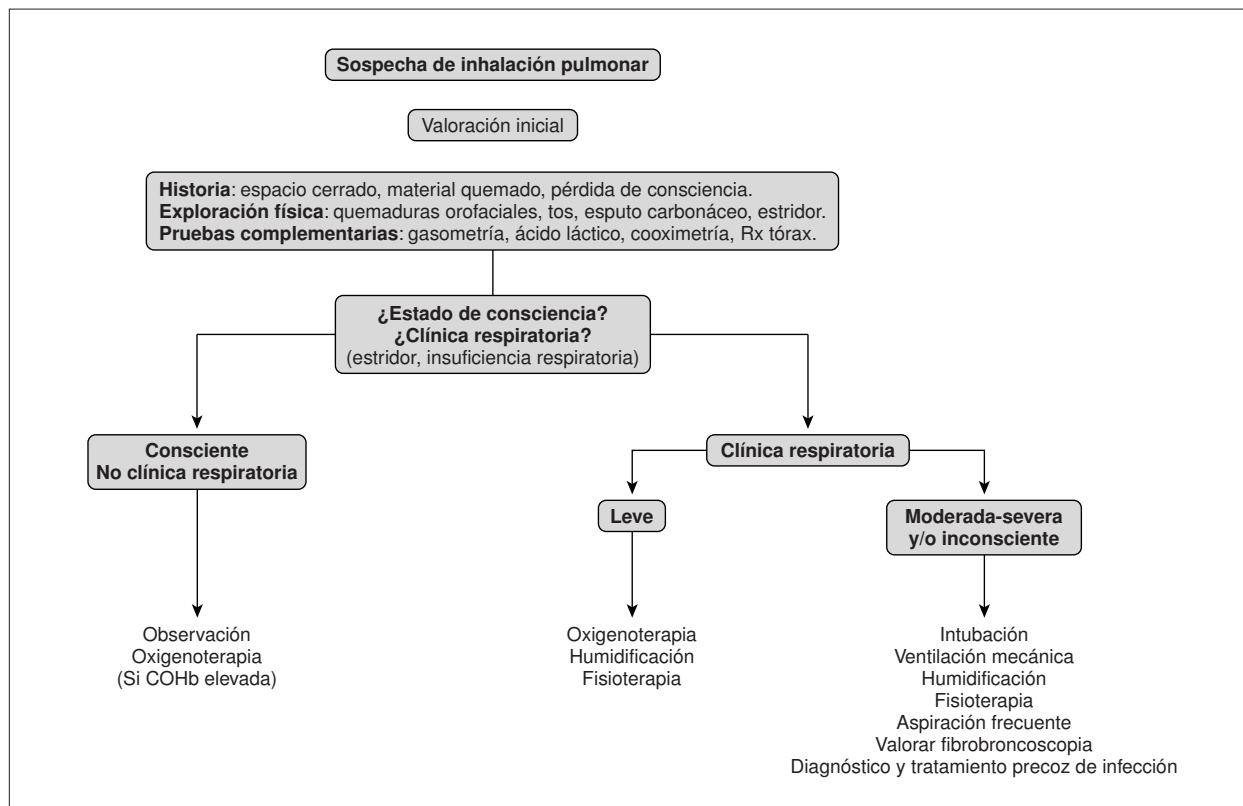 Sospecha de inhalación pulmonar
Valoración inicial
Historia: espacio cerrado, material quemado, pérdida de consciencia.
Exploración física: quemaduras orofaciales, tos, esputo carbonáceo, estridor.
Pruebas complementarias: gasometría, ácido láctico, cooximetría, Rx tórax.
¿Estado de consciencia?
¿Clínica respiratoria?
(estridor, insuficiencia respiratoria)
Consciente
No clínica respiratoria
Clínica respiratoria
Leve
Moderada-severa
y/o inconsciente
Observación
Oxigenoterapia
(Si COHb elevada)
Oxigenoterapia
Humidificación
Fisioterapia
Intubación
Ventilación mecánica
Humidificación
Fisioterapia
Aspiración frecuente
Valorar fibrobroncoscopia
Diagnóstico y tratamiento precoz de infección